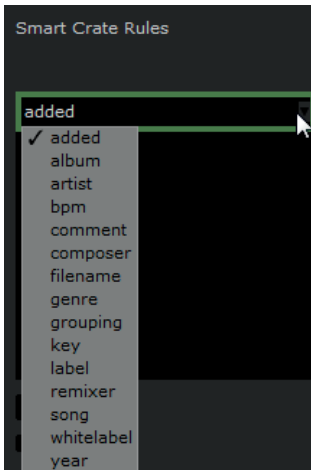 Smart Crate Rules
added
✓ added
album
artist
bpm
comment
composer
filename
genre
grouping
key
label
remixer
song
whitelabel
year